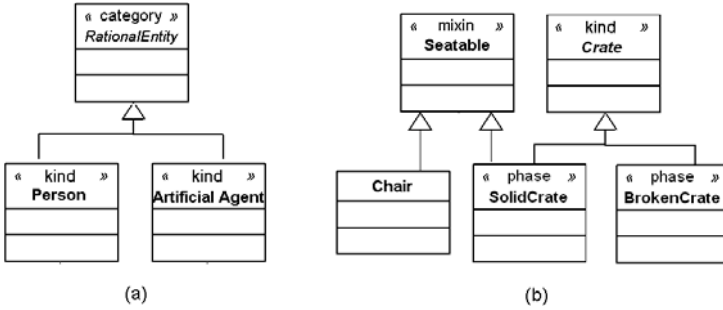 « category »
RationalEntity
« kind »
Person
« kind »
Artificial Agent
(a)
« mixin »
Seatable
« kind »
Crate
Chair
« phase »
SolidCrate
« phase »
BrokenCrate
(b)